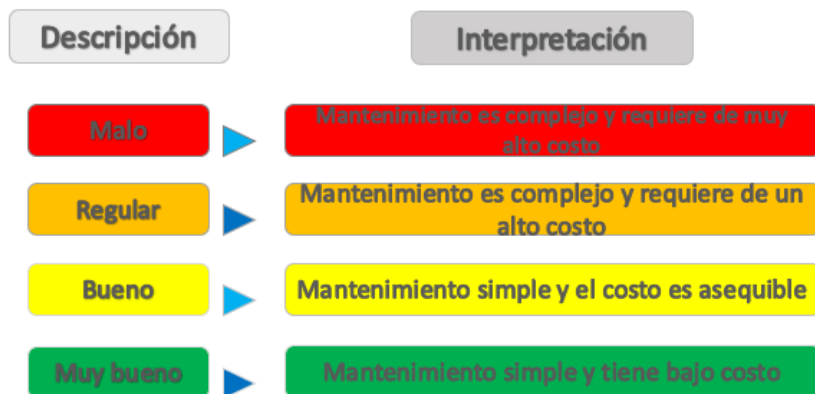 Descripción
Interpretación
Malo
Mantenimiento es complejo y requiere de muy
alto costo
Regular
Mantenimiento es complejo y requiere de un
alto costo
Bueno
Mantenimiento simple y el costo es asequible
Muy bueno
Mantenimiento simple y tiene bajo costo